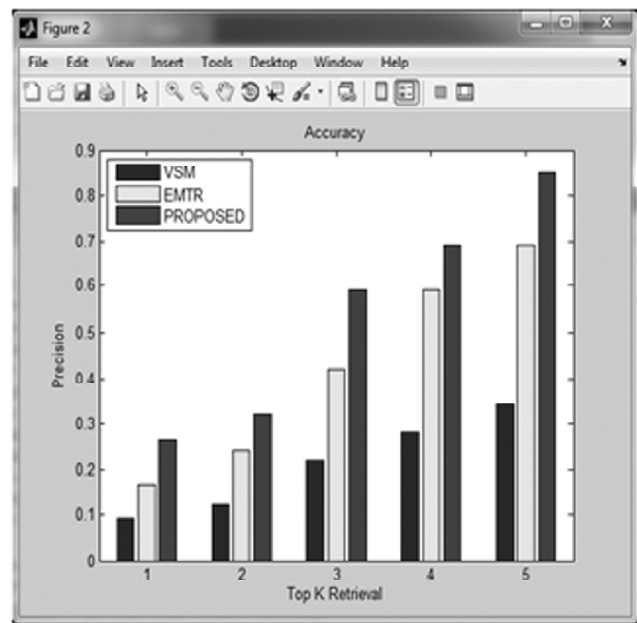 Figure 2
File Edit View Insert Tools Desktop Window Help
Accuracy
0.9
0.8
0.7
0.6
0.5
0.4
0.3
0.2
0.1
0
Precision
VSM
EMTR
PROPOSED
1 2 3 4 5
Top K Retrieval